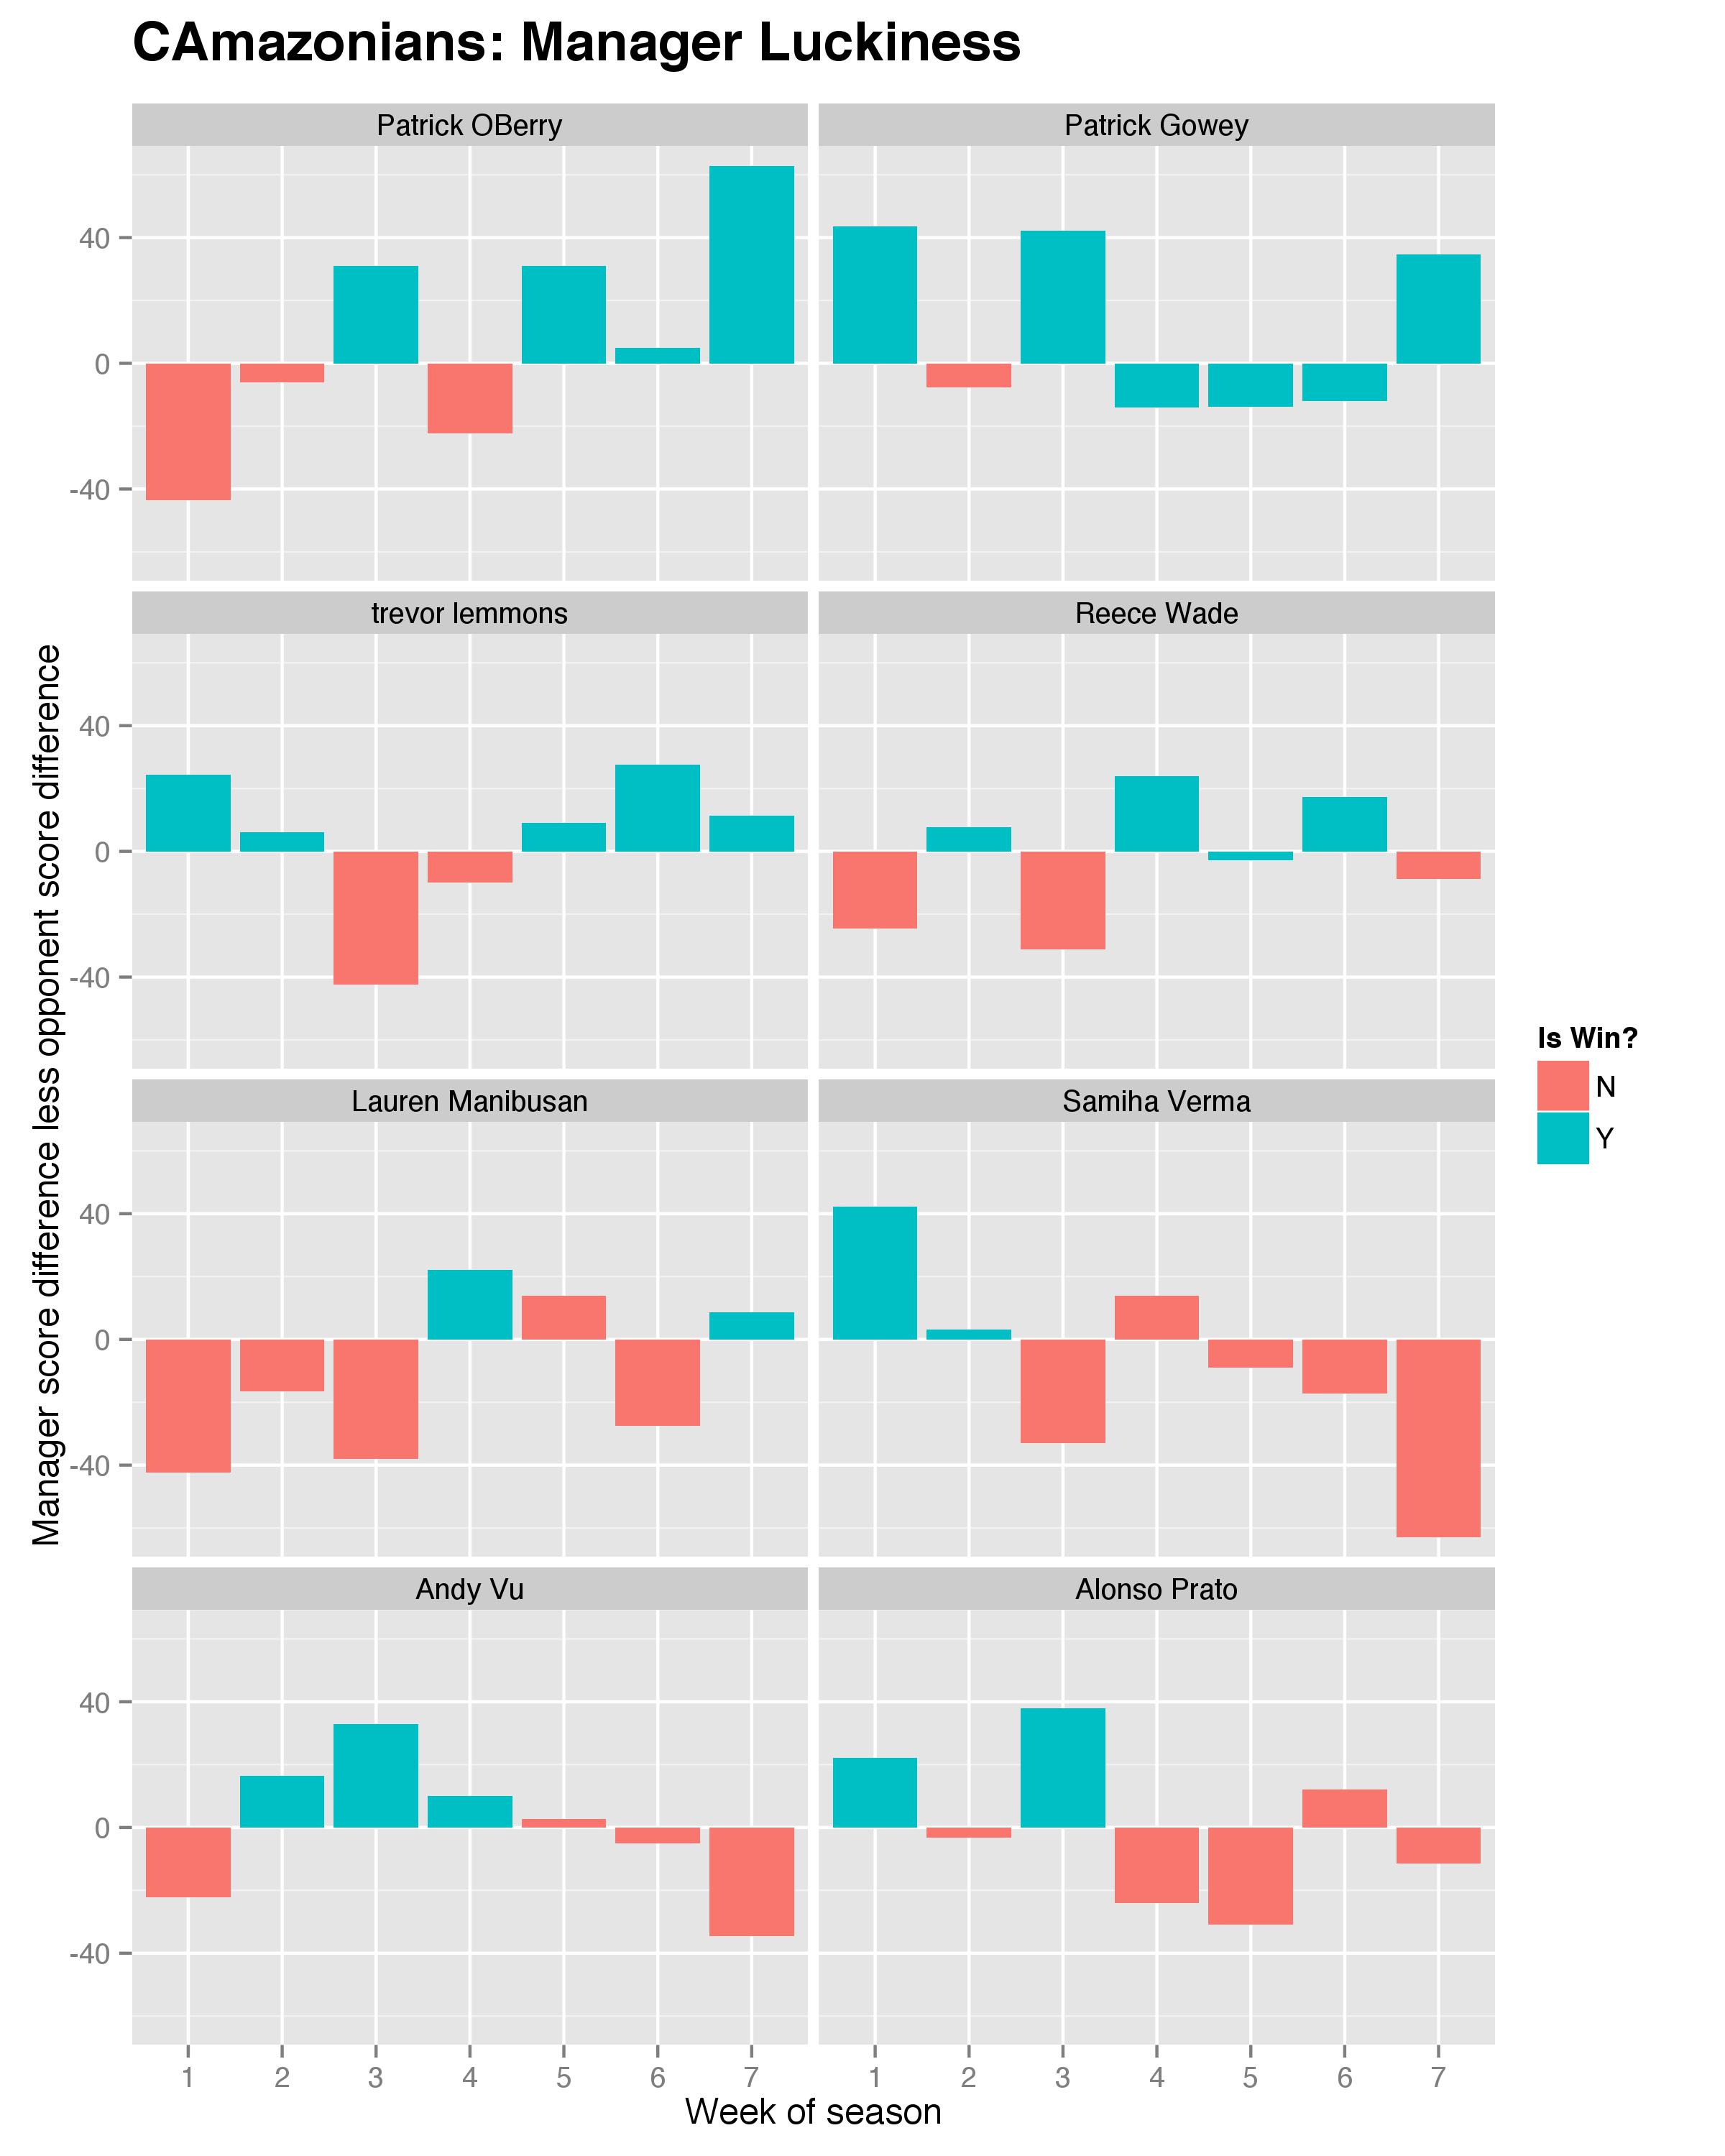 CAmazonians: Manager Luckiness
Patrick OBerry
Patrick Gowey
40
0
-40
trevor lemmons
Reece Wade
40
0
-40
Lauren Manibusan
Samiha Verma
40
0
-40
Andy Vu
Alonso Prato
40
0
-40
1 2 3 4 5 6 7
1 2 3 4 5 6 7
Week of season
Manager score difference less opponent score difference
Is Win?
N
Y